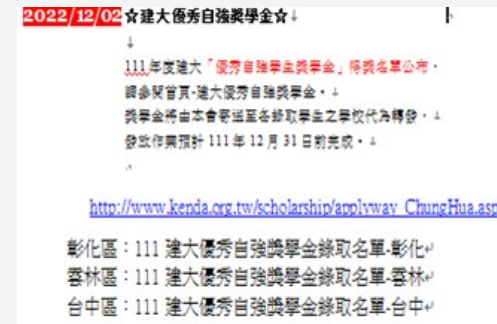 2022/12/02☆建大優秀自強獎學金☆↓
↓
111年度建大「優秀自強學生獎學金」得獎名單公布。
請參閱首頁-建大優秀自強獎學金。↓
獎學金將由本會寄送至各錄取學生之學校代為轉發。↓
發放作業預計 111 年 12 月 31 日前完成。↓
http://www.kenda.org.tw/scholarship/applyway_ChungHua.asp
彰化區：111 建大優秀自強獎學金錄取名單-彰化↵
雲林區：111 建大優秀自強獎學金錄取名單-雲林↵
台中區：111 建大優秀自強獎學金錄取名單-台中↵